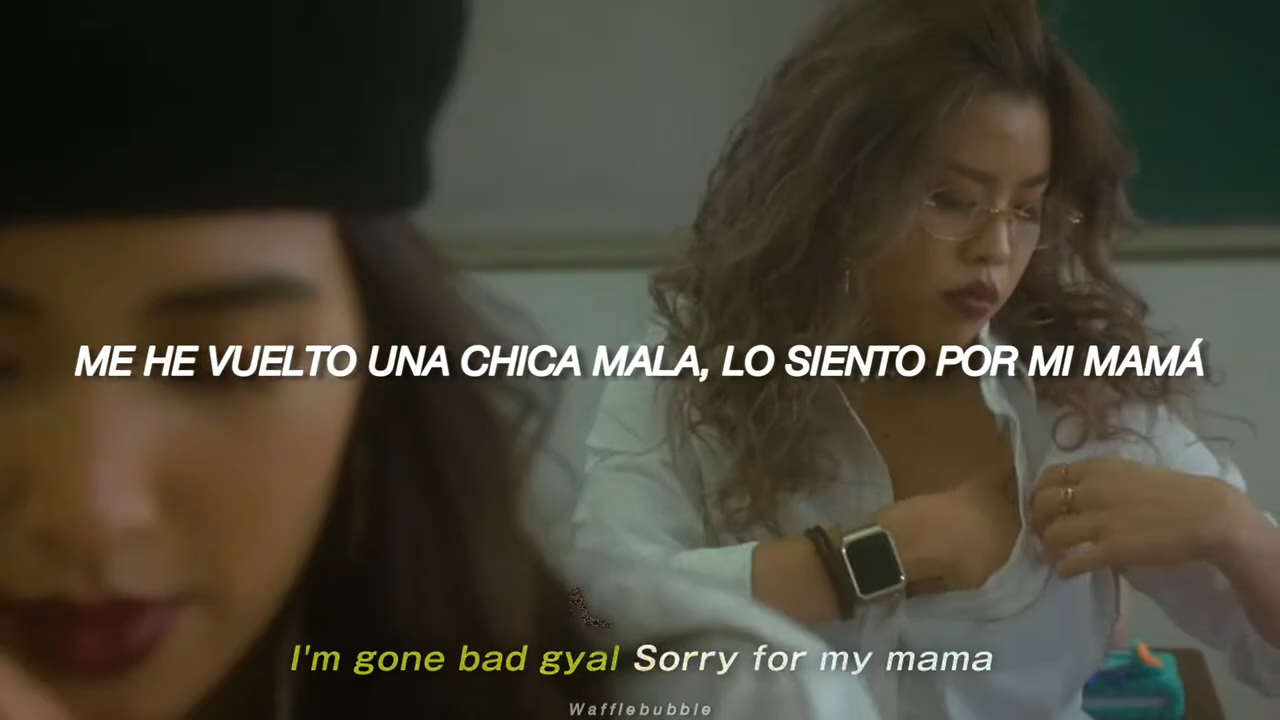 ME HE VUELTO UNA CHICA MALA, LO SIENTO POR MI MAMÁ
I'm gone bad gyal Sorry for my mama
Wafflebubble